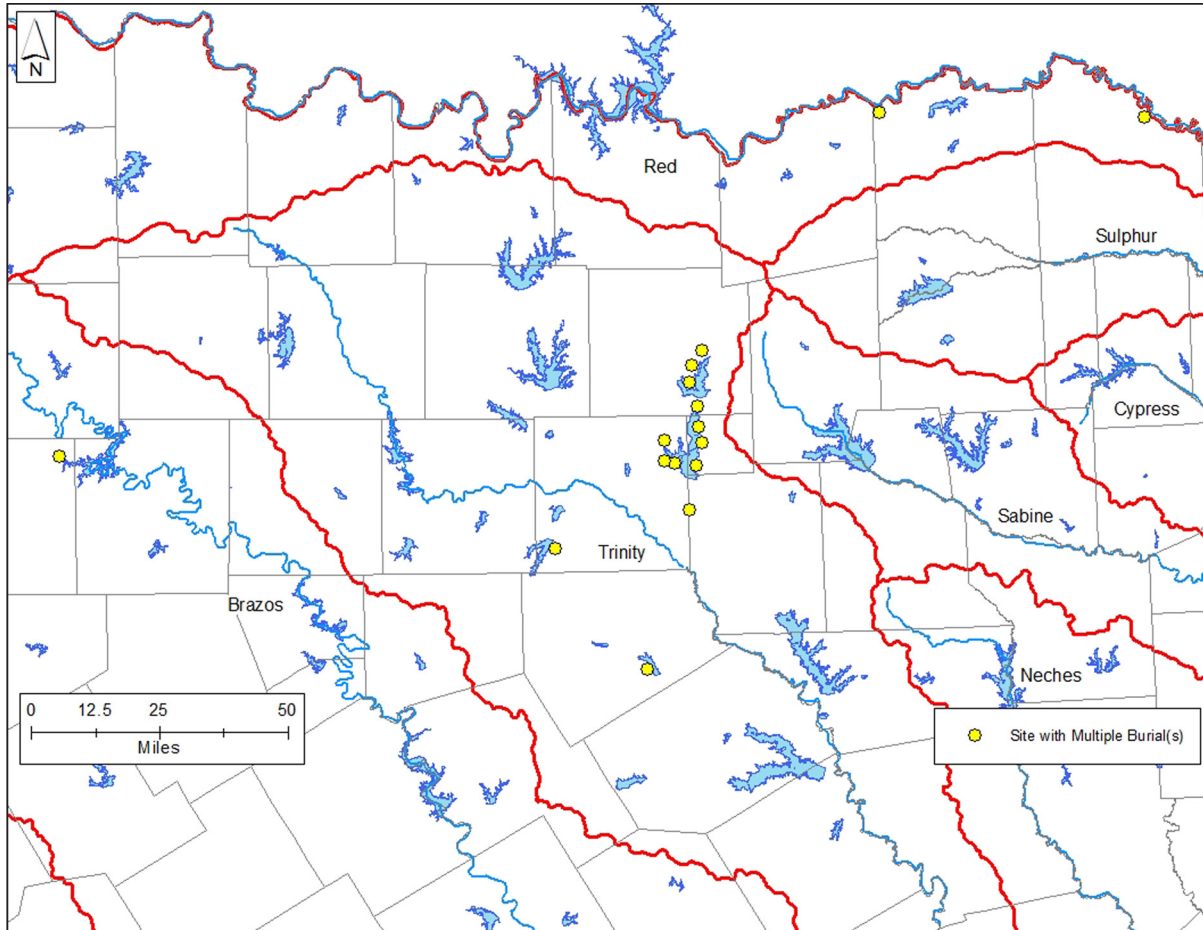 N
Red
Sulphur
Cypress
Sabine
Trinity
Brazos
Neches
0 12.5 25 50
Miles
Site with Multiple Burial(s)